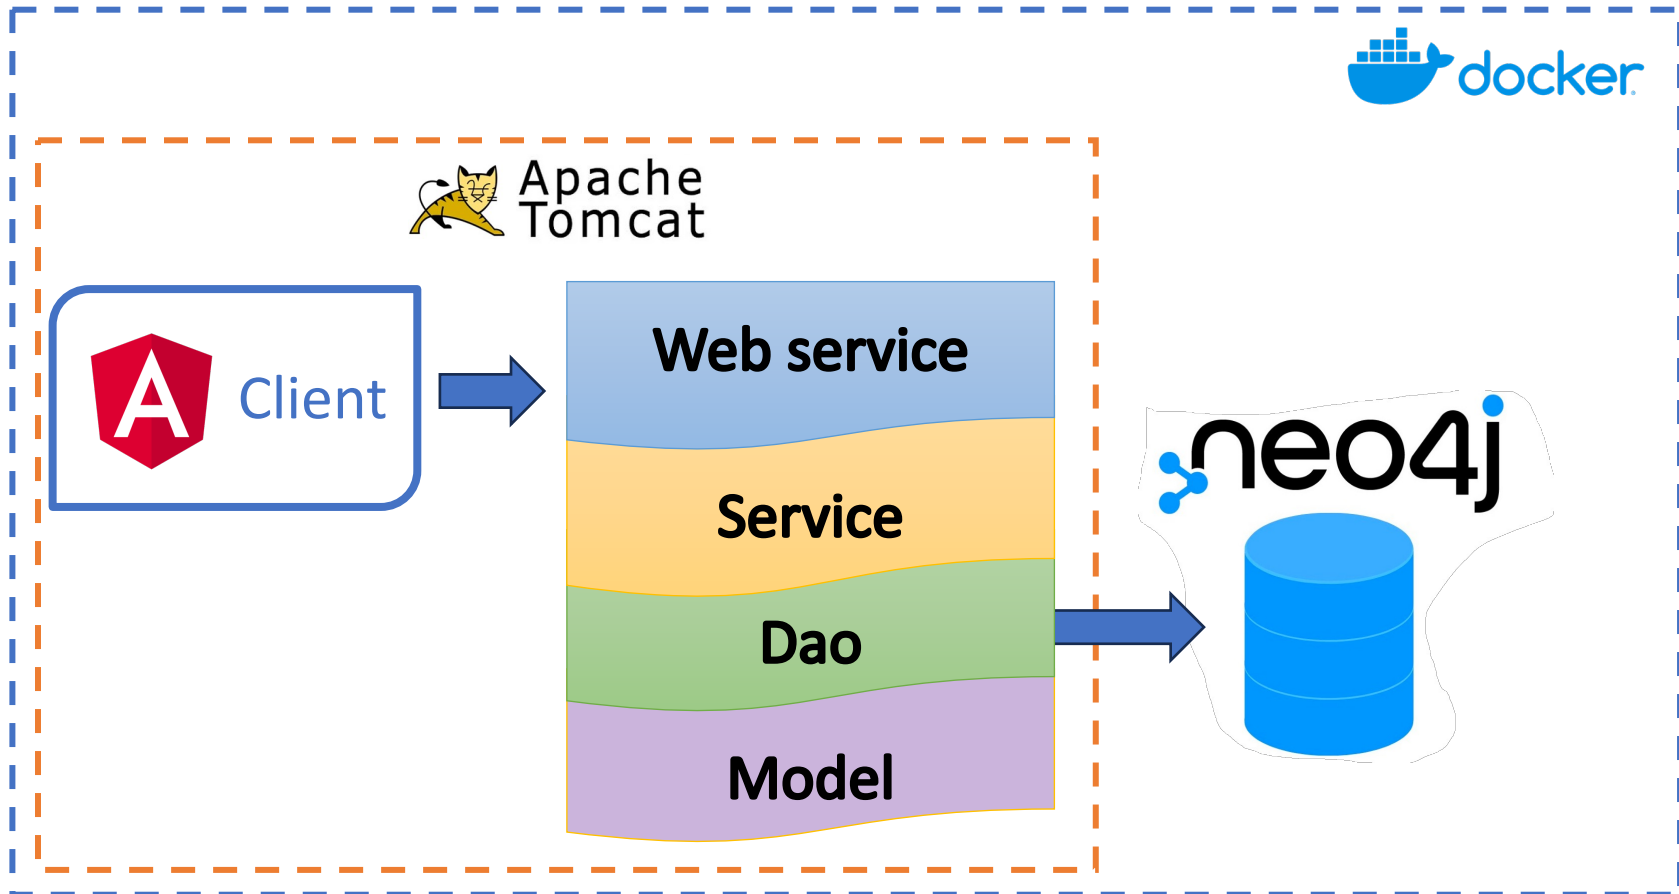 docker
Apache
Tomcat
Client
Web service
Service
Dao
Model
neo4j